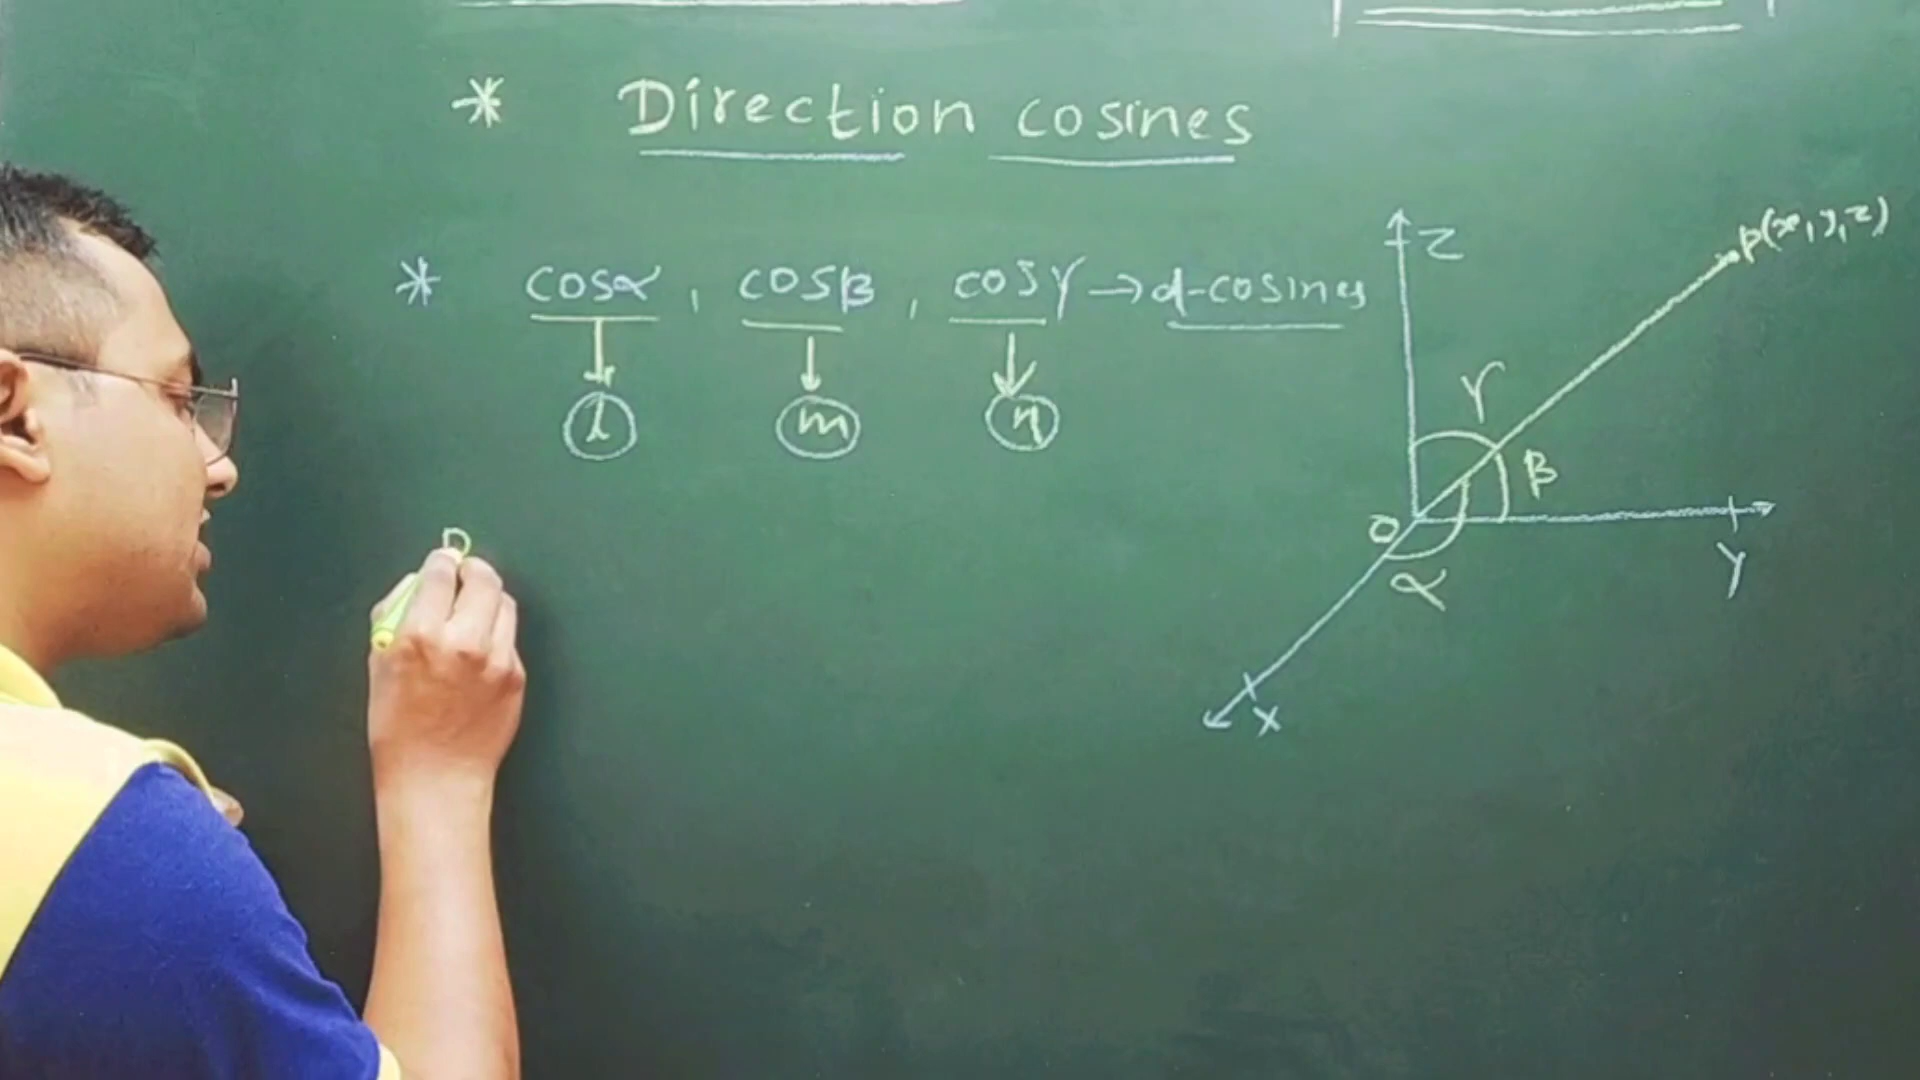 * Direction cosines
* cosα, cosβ, cosγ → d-cosines
l m n
Z
P(x,y,z)
γ
β
O
α
Y
X